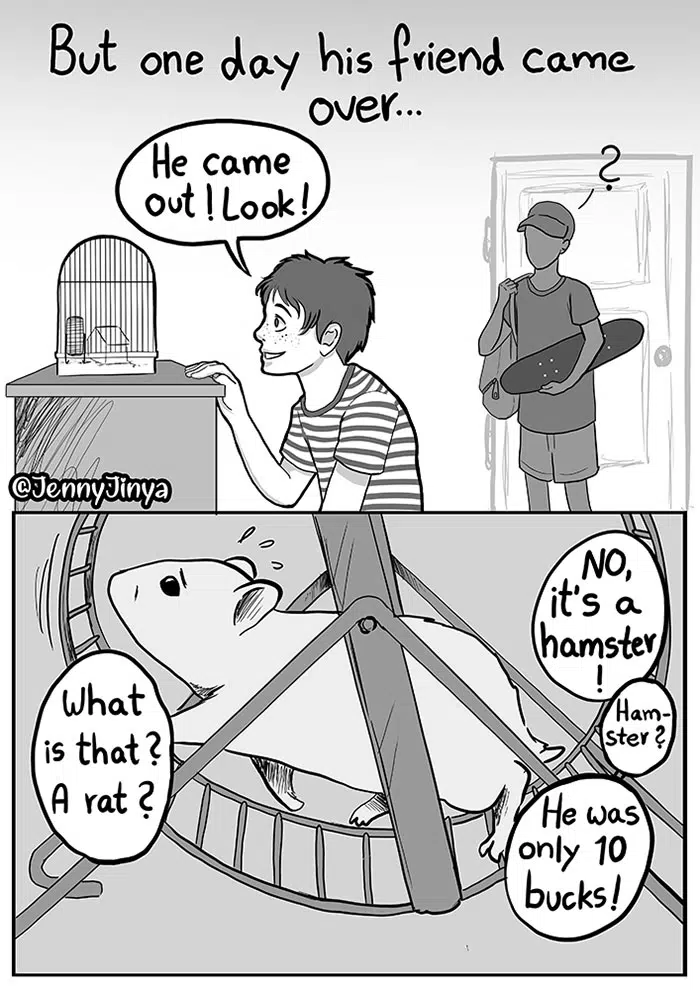 But one day his friend came
over...
He came
out! Look!
?
@JennyJinya
What
is that?
A rat?
NO,
it's a
hamster
!
Ham-
ster?
He was
only 10
bucks!